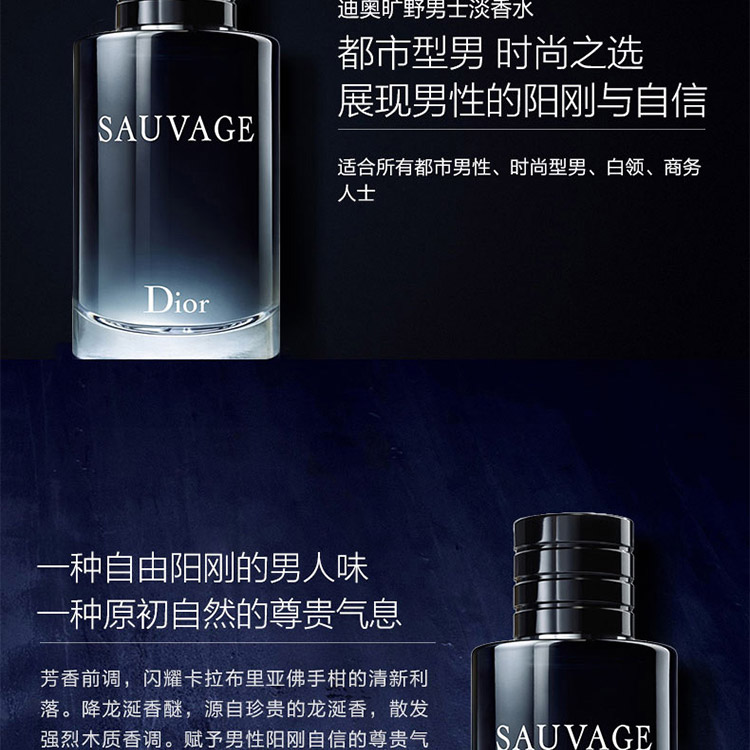 迪奥旷野男士淡香水
都市型男 时尚之选
展现男性的阳刚与自信
适合所有都市男性、时尚型男、白领、商务
人士
SAUVAGE
Dior
一种自由阳刚的男人味
一种原初自然的尊贵气息
芳香前调，闪耀卡拉布里亚佛手柑的清新利
落。降龙涎香醚，源自珍贵的龙涎香，散发
强烈木质香调。赋予男性阳刚自信的尊贵气
SAUVAGE